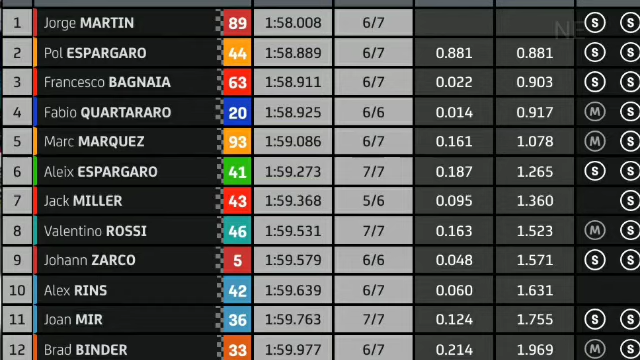 1 Jorge MARTIN 89 1:58.008 6/7 S S
2 Pol ESPARGARO 44 1:58.889 6/7 0.881 0.881 S S
3 Francesco BAGNAIA 63 1:58.911 6/7 0.022 0.903 S S
4 Fabio QUARTARARO 20 1:58.925 6/6 0.014 0.917 M S
5 Marc MARQUEZ 93 1:59.086 6/7 0.161 1.078 M S
6 Aleix ESPARGARO 41 1:59.273 7/7 0.187 1.265 S S
7 Jack MILLER 43 1:59.368 5/6 0.095 1.360 S
8 Valentino ROSSI 46 1:59.531 7/7 0.163 1.523 M S
9 Johann ZARCO 5 1:59.579 6/6 0.048 1.571 S S
10 Alex RINS 42 1:59.639 6/7 0.060 1.631
11 Joan MIR 36 1:59.763 7/7 0.124 1.755 S S
12 Brad BINDER 33 1:59.977 6/7 0.214 1.969 M S